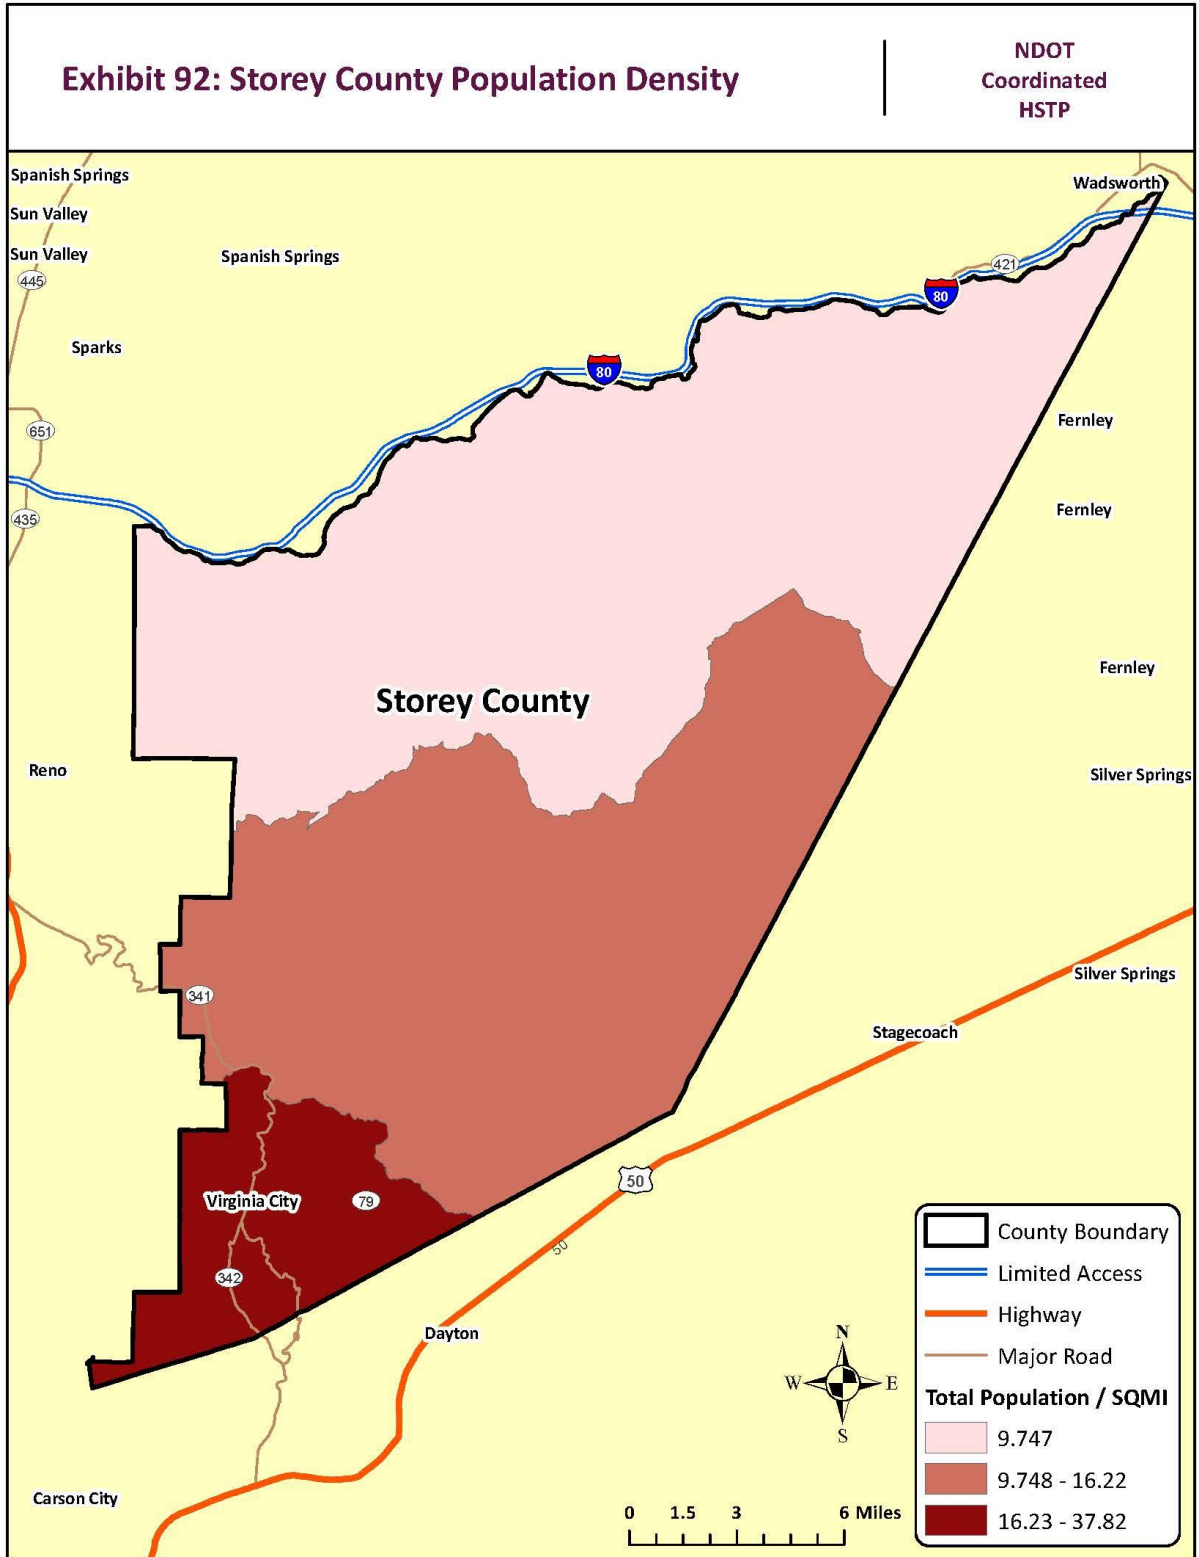 Exhibit 92: Storey County Population Density
NDOT
Coordinated
HSTP
Spanish Springs
Wadsworth
Sun Valley
Sun Valley
Spanish Springs
421
445
80
Sparks
80
Fernley
651
Fernley
435
Fernley
Storey County
Reno
Silver Springs
Silver Springs
341
Stagecoach
50
Virginia City
79
50
342
Dayton
Carson City
County Boundary
Limited Access
Highway
Major Road
Total Population / SQMI
9.747
9.748 - 16.22
16.23 - 37.82
N
W E
S
0 1.5 3 6 Miles